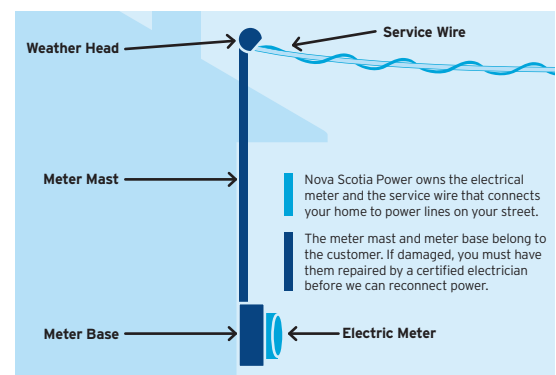 Service Wire
Weather Head
Meter Mast
Nova Scotia Power owns the electrical
meter and the service wire that connects
your home to power lines on your street.
The meter mast and meter base belong to
the customer. If damaged, you must have
them repaired by a certified electrician
before we can reconnect power.
Meter Base
Electric Meter